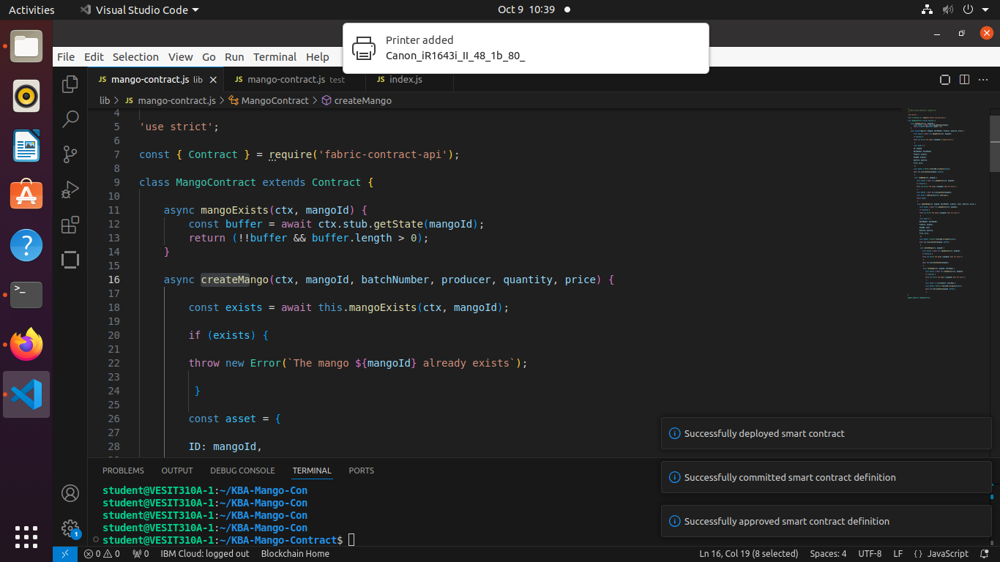 Activities
Visual Studio Code
Oct 9 10:39
Printer added
Canon_iR1643i_II_48_1b_80_
File Edit Selection View Go Run Terminal Help
JS mango-contract.js lib
JS mango-contract.js test
JS index.js
lib > JS mango-contract.js > MangoContract > createMango
4
5 'use strict';
6
7 const { Contract } = require('fabric-contract-api');
8
9 class MangoContract extends Contract {
10
11 async mangoExists(ctx, mangoId) {
12 const buffer = await ctx.stub.getState(mangoId);
13 return (!!buffer && buffer.length > 0);
14 }
15
16 async createMango(ctx, mangoId, batchNumber, producer, quantity, price) {
17
18 const exists = await this.mangoExists(ctx, mangoId);
19
20 if (exists) {
21
22 throw new Error(`The mango ${mangoId} already exists`);
23
24 }
25
26 const asset = {
27
28 ID: mangoId,
Successfully deployed smart contract
Successfully committed smart contract definition
Successfully approved smart contract definition
PROBLEMS OUTPUT DEBUG CONSOLE TERMINAL PORTS
student@VESIT310A-1:~/KBA-Mango-Con
student@VESIT310A-1:~/KBA-Mango-Con
student@VESIT310A-1:~/KBA-Mango-Con
student@VESIT310A-1:~/KBA-Mango-Con
student@VESIT310A-1:~/KBA-Mango-Contract$
1
0 0 0 IBM Cloud: logged out Blockchain Home Ln 16, Col 19 (8 selected) Spaces: 4 UTF-8 LF {} JavaScript